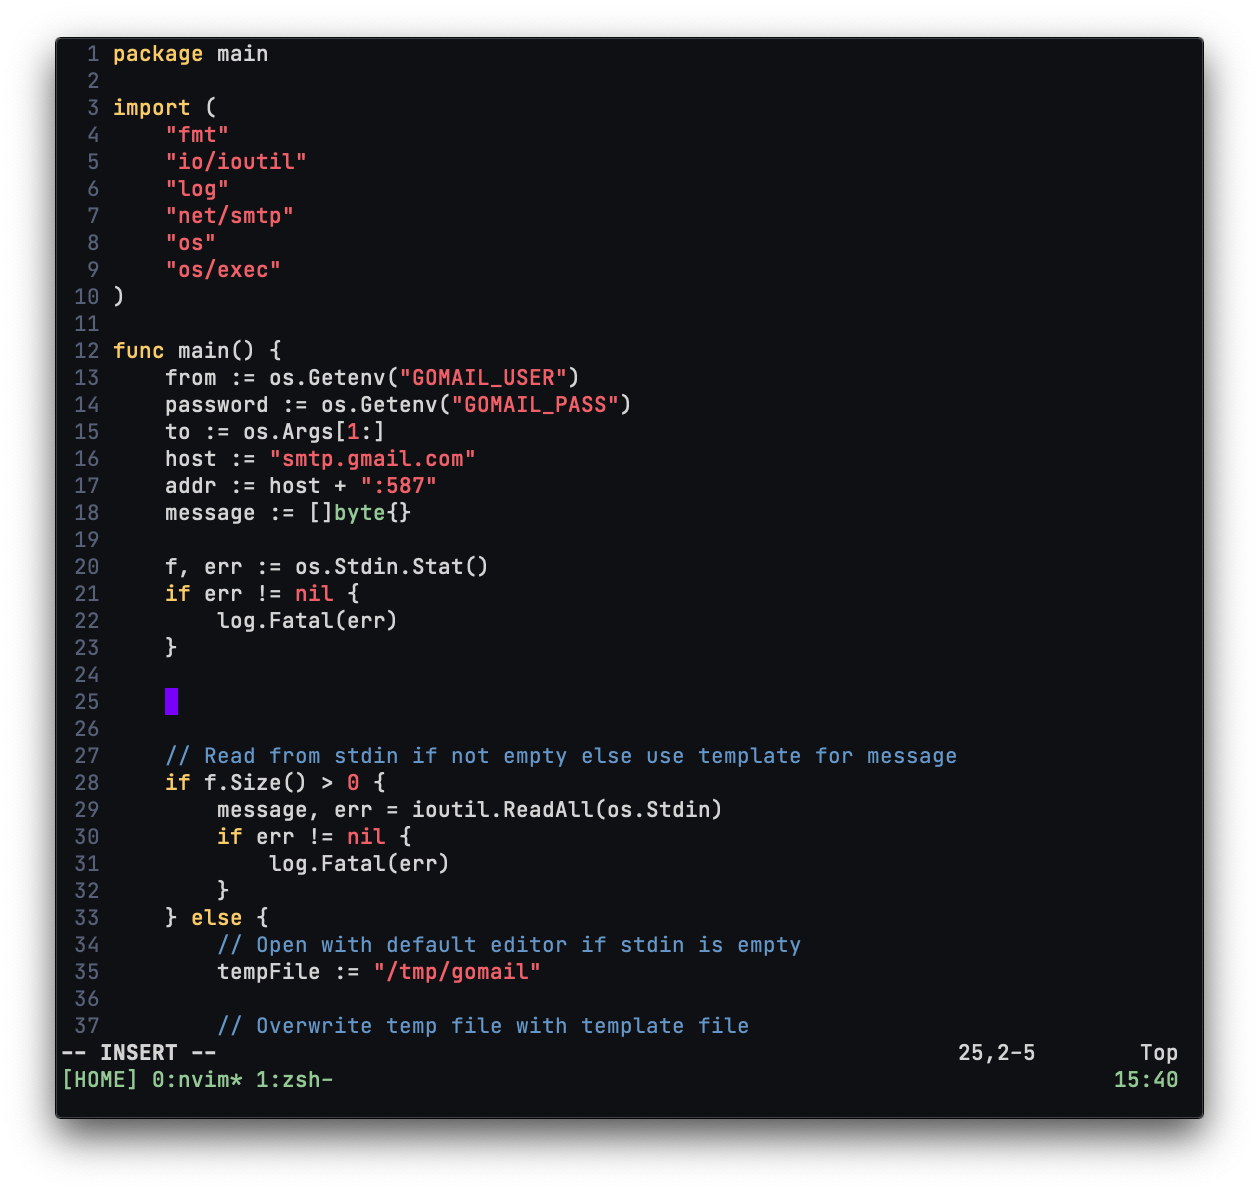 1 package main
2
3 import (
4     "fmt"
5     "io/ioutil"
6     "log"
7     "net/smtp"
8     "os"
9     "os/exec"
10 )
11
12 func main() {
13     from := os.Getenv("GOMAIL_USER")
14     password := os.Getenv("GOMAIL_PASS")
15     to := os.Args[1:]
16     host := "smtp.gmail.com"
17     addr := host + ":587"
18     message := []byte{}
19
20     f, err := os.Stdin.Stat()
21     if err != nil {
22         log.Fatal(err)
23     }
24
25
26
27     // Read from stdin if not empty else use template for message
28     if f.Size() > 0 {
29         message, err = ioutil.ReadAll(os.Stdin)
30         if err != nil {
31             log.Fatal(err)
32         }
33     } else {
34         // Open with default editor if stdin is empty
35         tempFile := "/tmp/gomail"
36
37         // Overwrite temp file with template file
-- INSERT -- 25,2-5 Top
[HOME] 0:nvim* 1:zsh- 15:40